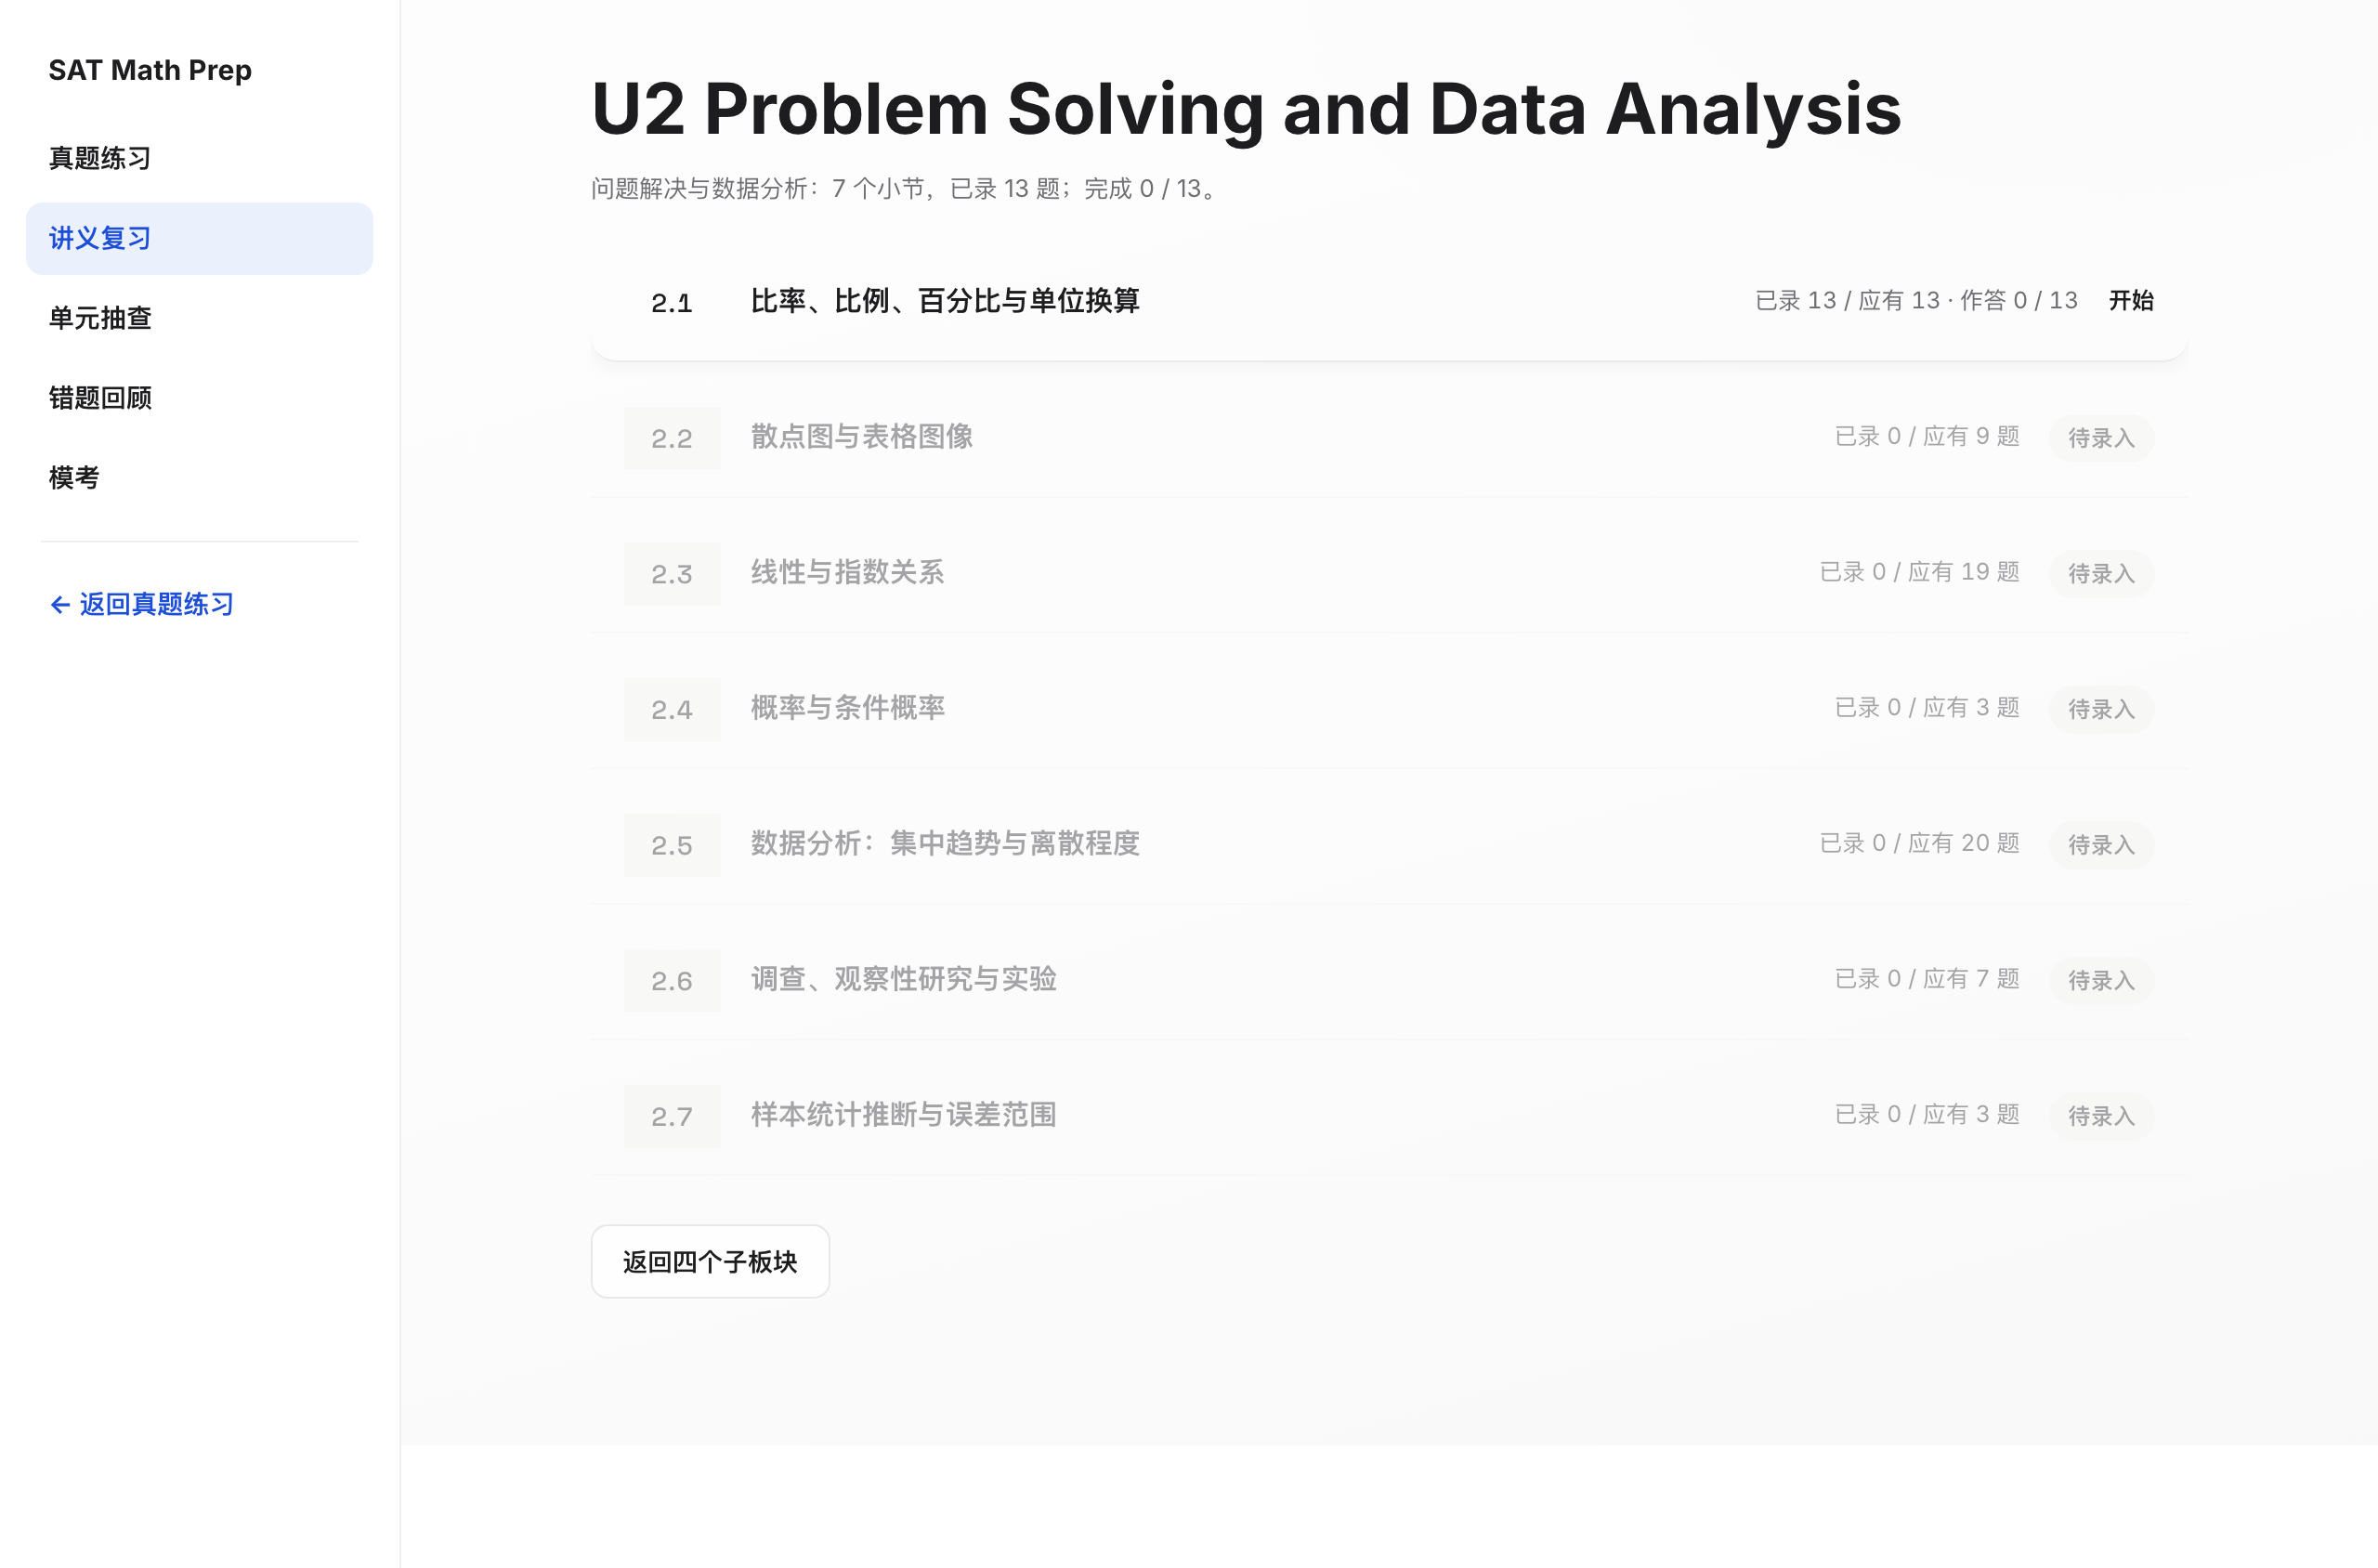 SAT Math Prep
真题练习
讲义复习
单元抽查
错题回顾
模考
← 返回真题练习
U2 Problem Solving and Data Analysis
问题解决与数据分析：7 个小节，已录 13 题；完成 0 / 13。
2.1 比率、比例、百分比与单位换算 已录 13 / 应有 13 · 作答 0 / 13 开始
2.2 散点图与表格图像 已录 0 / 应有 9 题 待录入
2.3 线性与指数关系 已录 0 / 应有 19 题 待录入
2.4 概率与条件概率 已录 0 / 应有 3 题 待录入
2.5 数据分析：集中趋势与离散程度 已录 0 / 应有 20 题 待录入
2.6 调查、观察性研究与实验 已录 0 / 应有 7 题 待录入
2.7 样本统计推断与误差范围 已录 0 / 应有 3 题 待录入
返回四个子板块